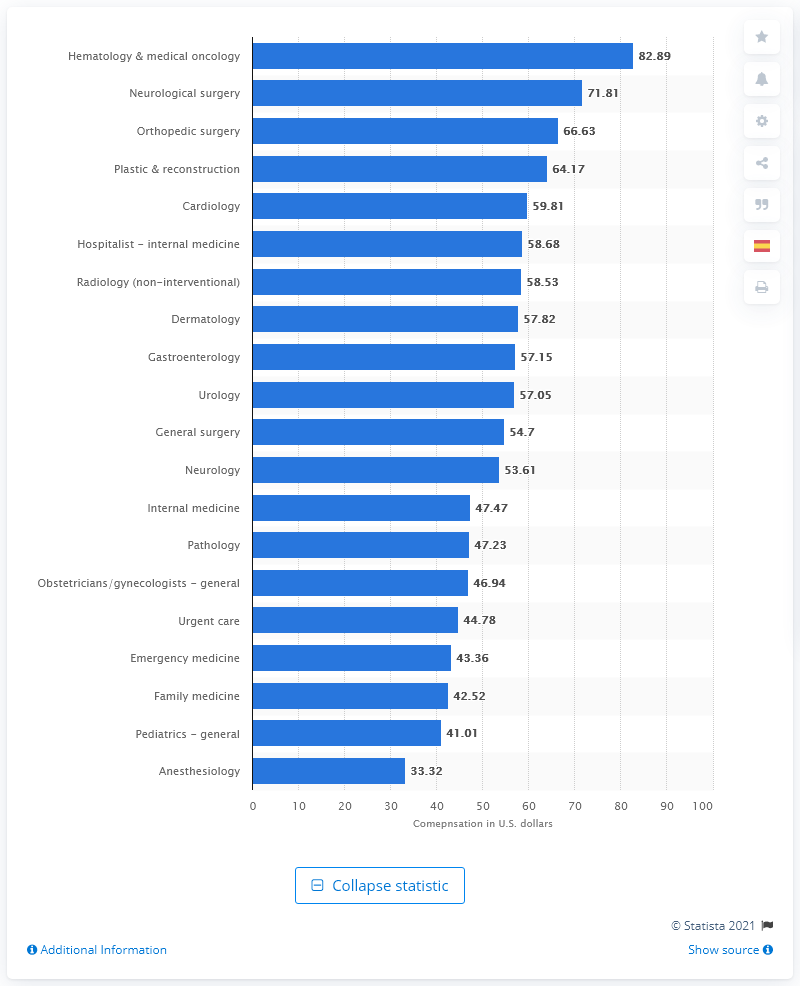 Hematology & medical oncology 82.89
Neurological surgery 71.81
Orthopedic surgery 66.63
Plastic & reconstruction 64.17
Cardiology 59.81
Hospitalist - internal medicine 58.68
Radiology (non-interventional) 58.53
Dermatology 57.82
Gastroenterology 57.15
Urology 57.05
General surgery 54.7
Neurology 53.61
Internal medicine 47.47
Pathology 47.23
Obstetricians/gynecologists - general 46.94
Urgent care 44.78
Emergency medicine 43.36
Family medicine 42.52
Pediatrics - general 41.01
Anesthesiology 33.32
0 10 20 30 40 50 60 70 80 90 100
Comepnsation in U.S. dollars
Collapse statistic
© Statista 2021
Additional Information Show source